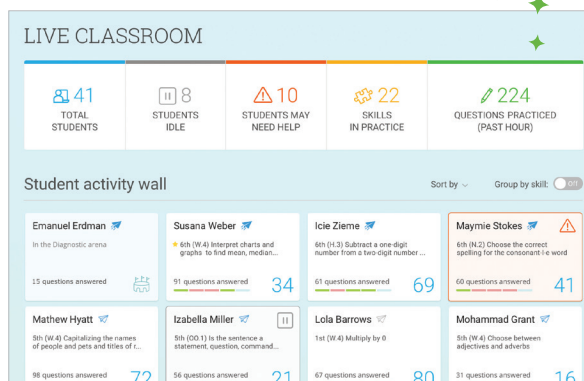 LIVE CLASSROOM
41
TOTAL
STUDENTS
8
STUDENTS
IDLE
10
STUDENTS MAY
NEED HELP
22
SKILLS
IN PRACTICE
224
QUESTIONS PRACTICED
(PAST HOUR)
Student activity wall
Sort by
Group by skill: OFF
Emanuel Erdman
In the Diagnostic arena
15 questions answered
Susana Weber
6th (W.4) Interpret charts and
graphs to find mean, median...
91 questions answered
34
Icie Zieme
6th (H.3) Subtract a one-digit
number from a two-digit number ...
61 questions answered
69
Maymie Stokes
6th (N.2) Choose the correct
spelling for the consonant-l-e word
60 questions answered
41
Mathew Hyatt
5th (W.4) Capitalizing the names
of people and pets and titles of r...
98 questions answered
72
Izabella Miller
5th (OO.1) Is the sentence a
statement, question, command...
56 questions answered
21
Lola Barrows
1st (W.4) Multiply by 0
67 questions answered
80
Mohammad Grant
5th (W.4) Choose between
adjectives and adverbs
31 questions answered
16